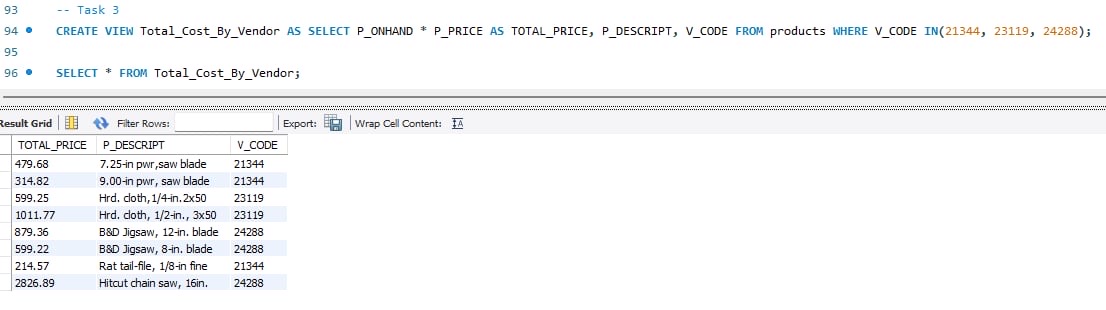 93 -- Task 3
94 CREATE VIEW Total_Cost_By_Vendor AS SELECT P_ONHAND * P_PRICE AS TOTAL_PRICE, P_DESCRIPT, V_CODE FROM products WHERE V_CODE IN(21344, 23119, 24288);
95
96 SELECT * FROM Total_Cost_By_Vendor;
Result Grid Filter Rows: Export: Wrap Cell Content: IA
TOTAL_PRICE P_DESCRIPT V_CODE
479.68 7.25-in pwr,saw blade 21344
314.82 9.00-in pwr, saw blade 21344
599.25 Hrd. cloth,1/4-in.2x50 23119
1011.77 Hrd. cloth, 1/2-in., 3x50 23119
879.36 B&D Jigsaw, 12-in. blade 24288
599.22 B&D Jigsaw, 8-in. blade 24288
214.57 Rat tail-file, 1/8-in fine 21344
2826.89 Hitcut chain saw, 16in. 24288